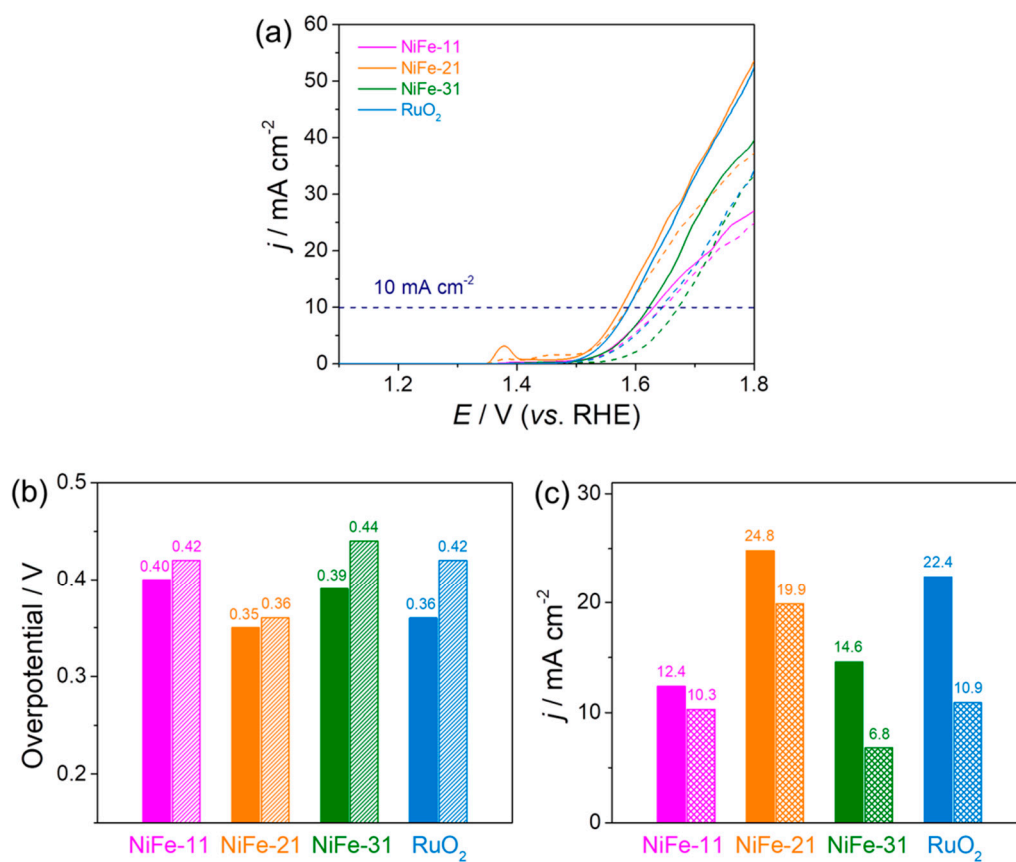 (a)
60
50
40
30
20
10
0
j / mA cm⁻²
NiFe-11
NiFe-21
NiFe-31
RuO₂
10 mA cm⁻²
1.2
1.4
1.6
1.8
E / V (vs. RHE)
(b)
0.5
0.4
0.3
0.2
Overpotential / V
0.40
0.42
0.35
0.36
0.39
0.44
0.36
0.42
NiFe-11
NiFe-21
NiFe-31
RuO₂
(c)
30
20
10
0
j / mA cm⁻²
12.4
10.3
24.8
19.9
14.6
6.8
22.4
10.9
NiFe-11
NiFe-21
NiFe-31
RuO₂